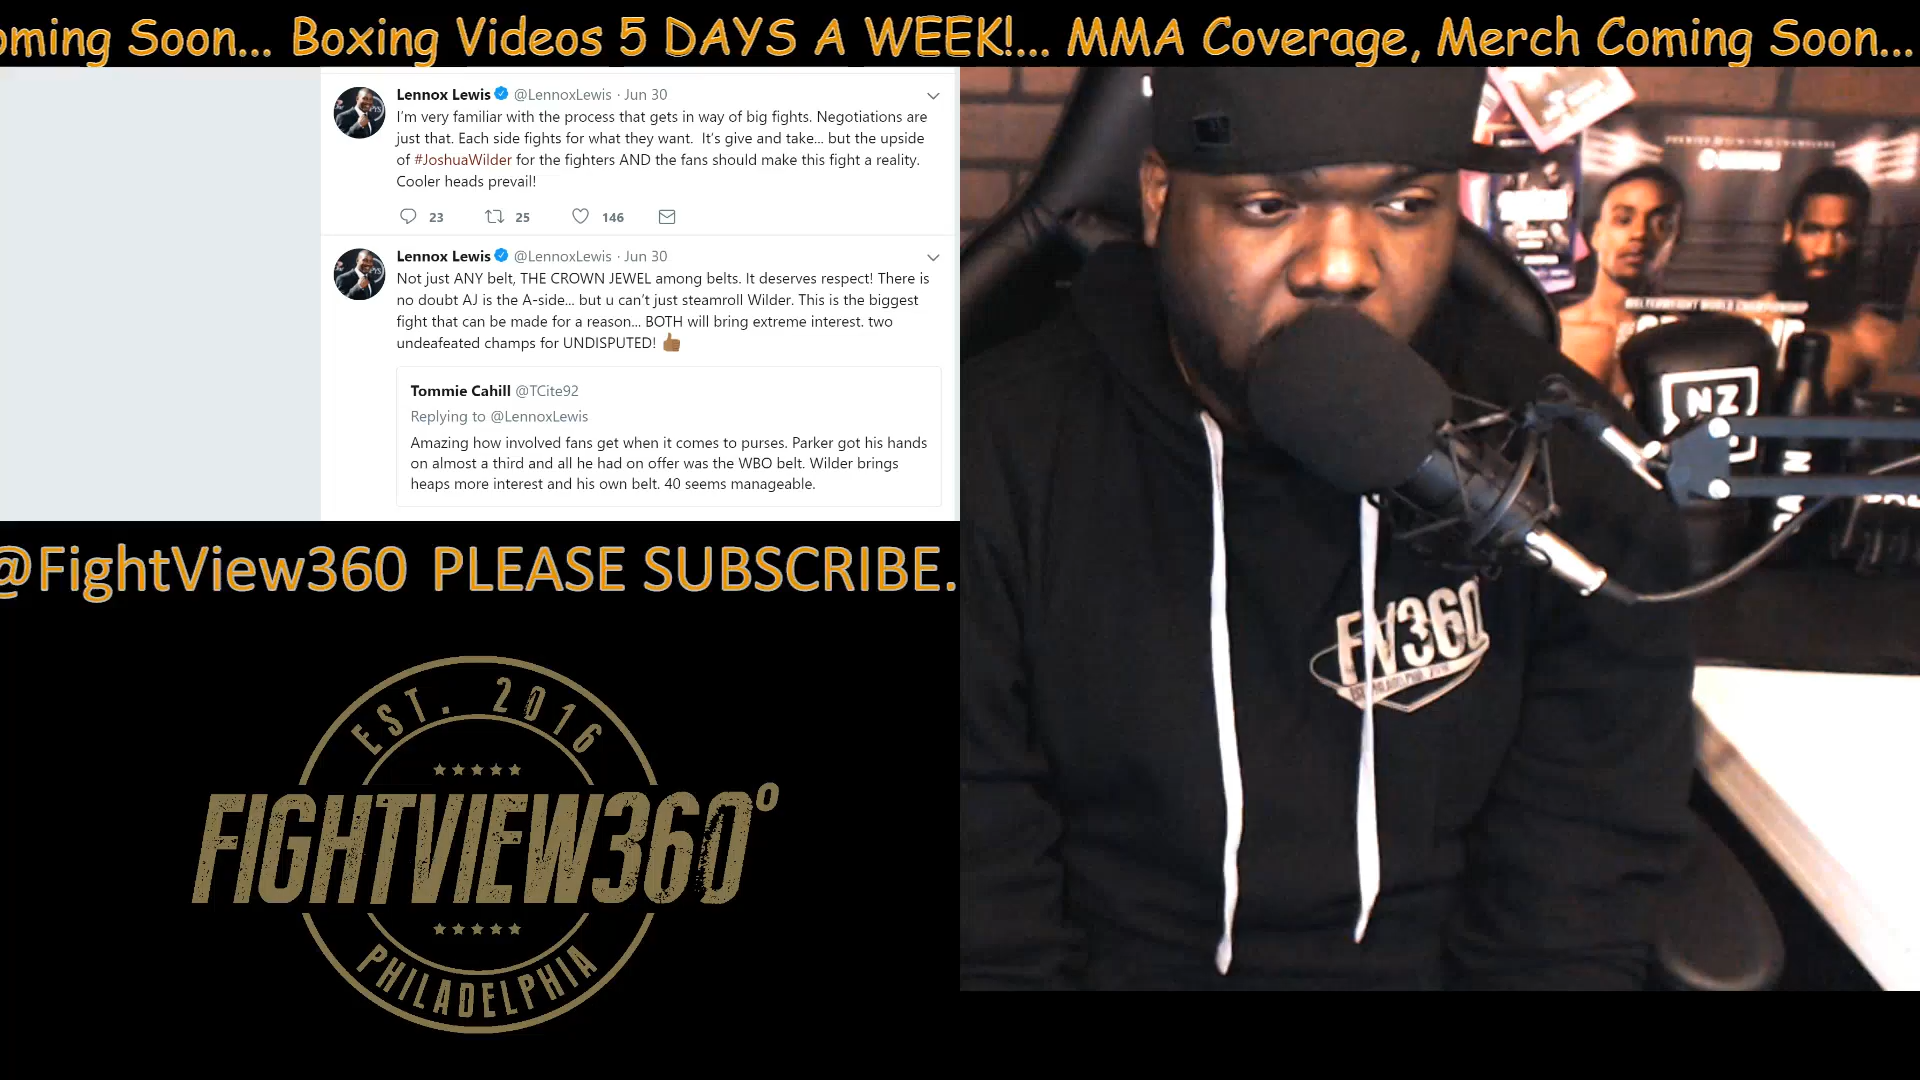 oming Soon... Boxing Videos 5 DAYS A WEEK!... MMA Coverage, Merch Coming Soon...
Lennox Lewis @LennoxLewis · Jun 30
I'm very familiar with the process that gets in way of big fights. Negotiations are
just that. Each side fights for what they want. It's give and take... but the upside
of #JoshuaWilder for the fighters AND the fans should make this fight a reality.
Cooler heads prevail!
23 25 146
Lennox Lewis @LennoxLewis · Jun 30
Not just ANY belt, THE CROWN JEWEL among belts. It deserves respect! There is
no doubt AJ is the A-side... but u can't just steamroll Wilder. This is the biggest
fight that can be made for a reason... BOTH will bring extreme interest. two
undeafeated champs for UNDISPUTED! 👍🏾
Tommie Cahill @TCite92
Replying to @LennoxLewis
Amazing how involved fans get when it comes to purses. Parker got his hands
on almost a third and all he had on offer was the WBO belt. Wilder brings
heaps more interest and his own belt. 40 seems manageable.
@FightView360 PLEASE SUBSCRIBE.
EST. 2016
FIGHTVIEW360°
PHILADELPHIA
FV360
NZ